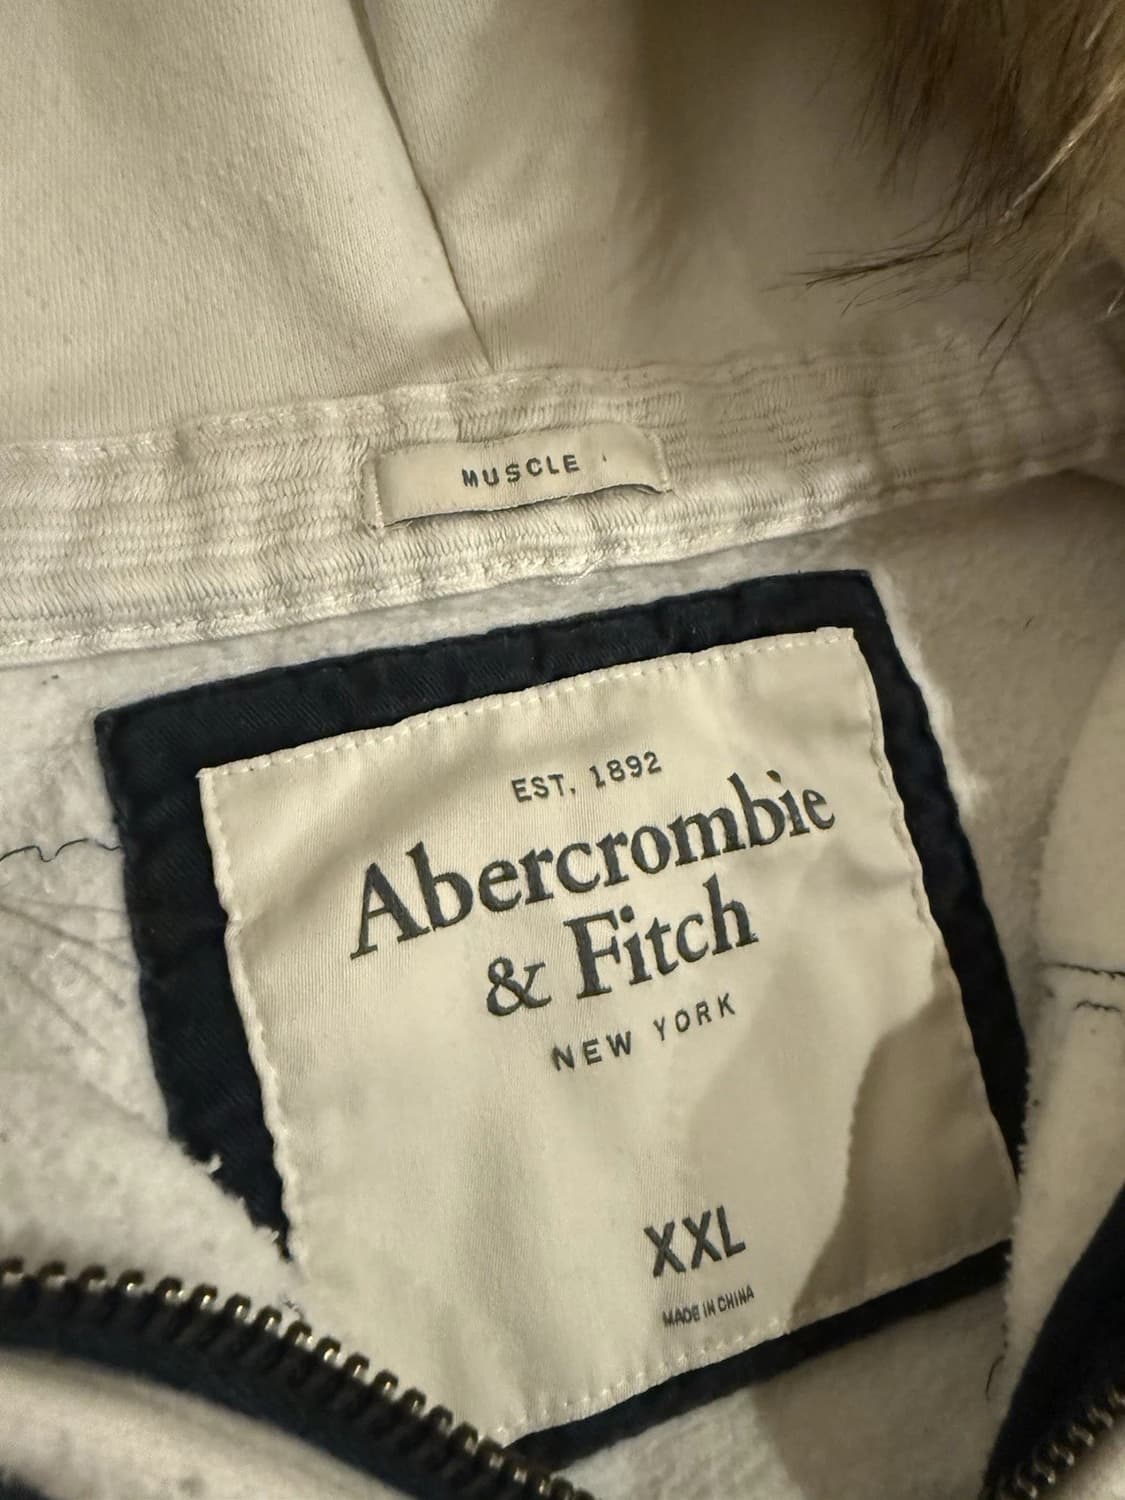 MUSCLE
EST. 1892
Abercrombie
& Fitch
NEW YORK
XXL
MADE IN CHINA